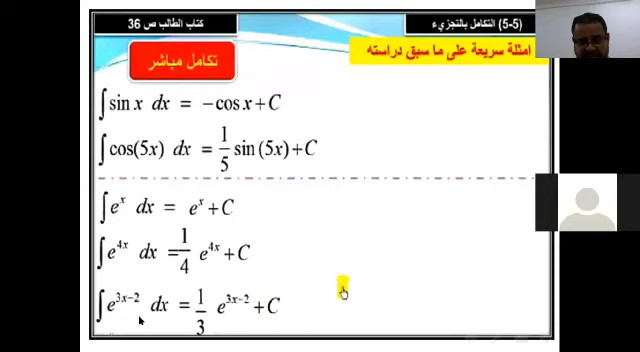 (5-5) التكامل بالتجزيء
كتاب الطالب ص 36
امثلة سريعة على ما سبق دراسته
تكامل مباشر
∫ sin x dx = −cos x + C
∫ cos(5x) dx = 1/5 sin (5x) + C
∫ e^x dx = e^x + C
∫ e^{4x} dx = 1/4 e^{4x} + C
∫ e^{3x−2} dx = 1/3 e^{3x−2} + C